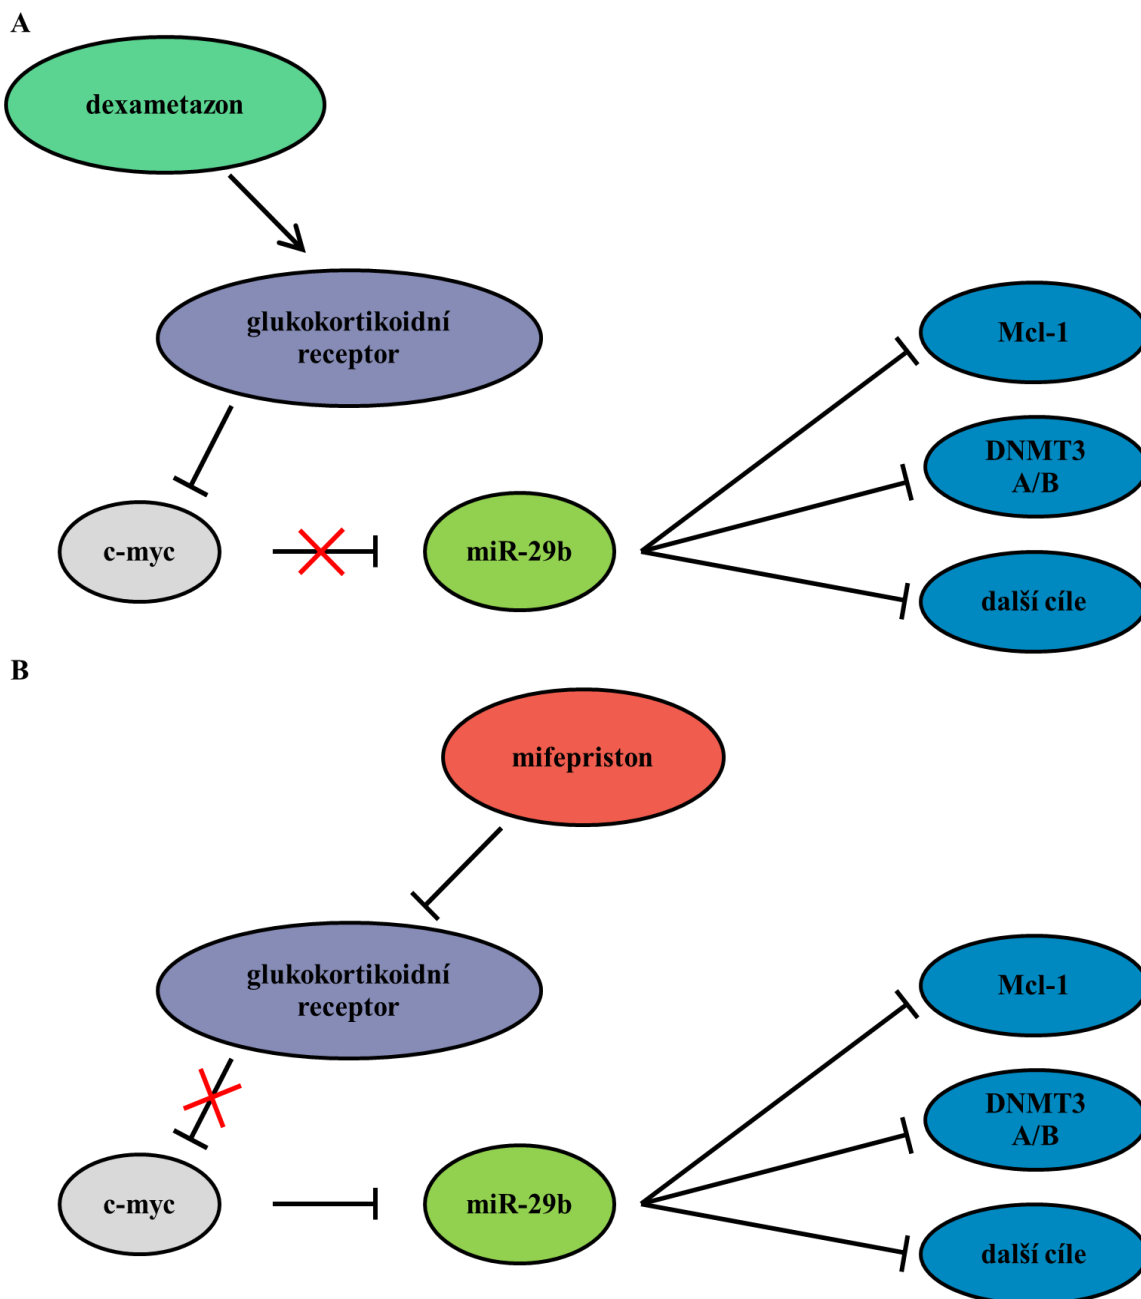 A
dexametazon
glukokortikoidní
receptor
Mcl-1
DNMT3
A/B
c-myc
miR-29b
další cíle
B
mifepriston
glukokortikoidní
receptor
Mcl-1
DNMT3
A/B
c-myc
miR-29b
další cíle